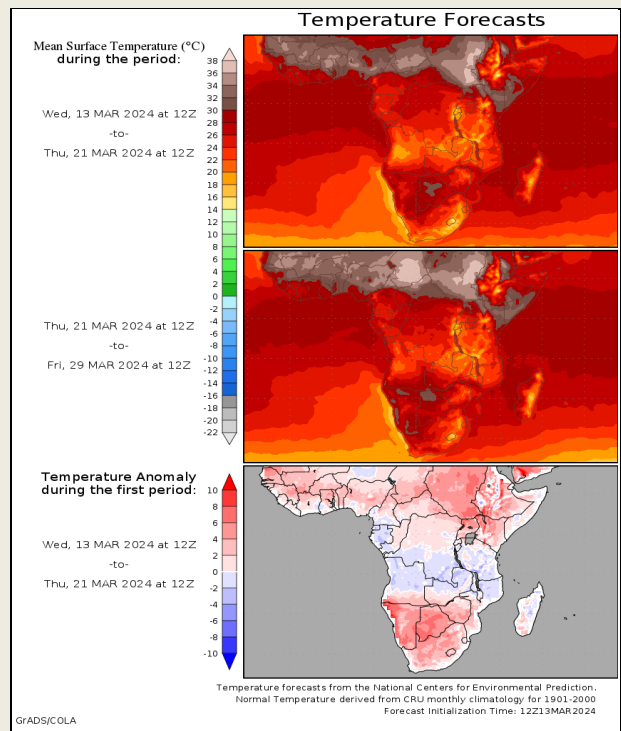 Temperature Forecasts
Mean Surface Temperature (°C)
during the period:
Wed, 13 MAR 2024 at 12Z
-to-
Thu, 21 MAR 2024 at 12Z
38
36
34
32
30
28
26
24
22
20
18
16
14
12
10
8
6
4
2
0
-2
-4
-6
-8
-10
-12
-14
-16
-18
-20
-22
Thu, 21 MAR 2024 at 12Z
-to-
Fri, 29 MAR 2024 at 12Z
Temperature Anomaly
during the first period:
Wed, 13 MAR 2024 at 12Z
-to-
Thu, 21 MAR 2024 at 12Z
10
8
6
4
2
0
-2
-4
-6
-8
-10
Temperature forecasts from the National Centers for Environmental Prediction.
Normal Temperature derived from CRU monthly climatology for 1901-2000
Forecast Initialization Time: 12Z13MAR2024
GrADS/COLA